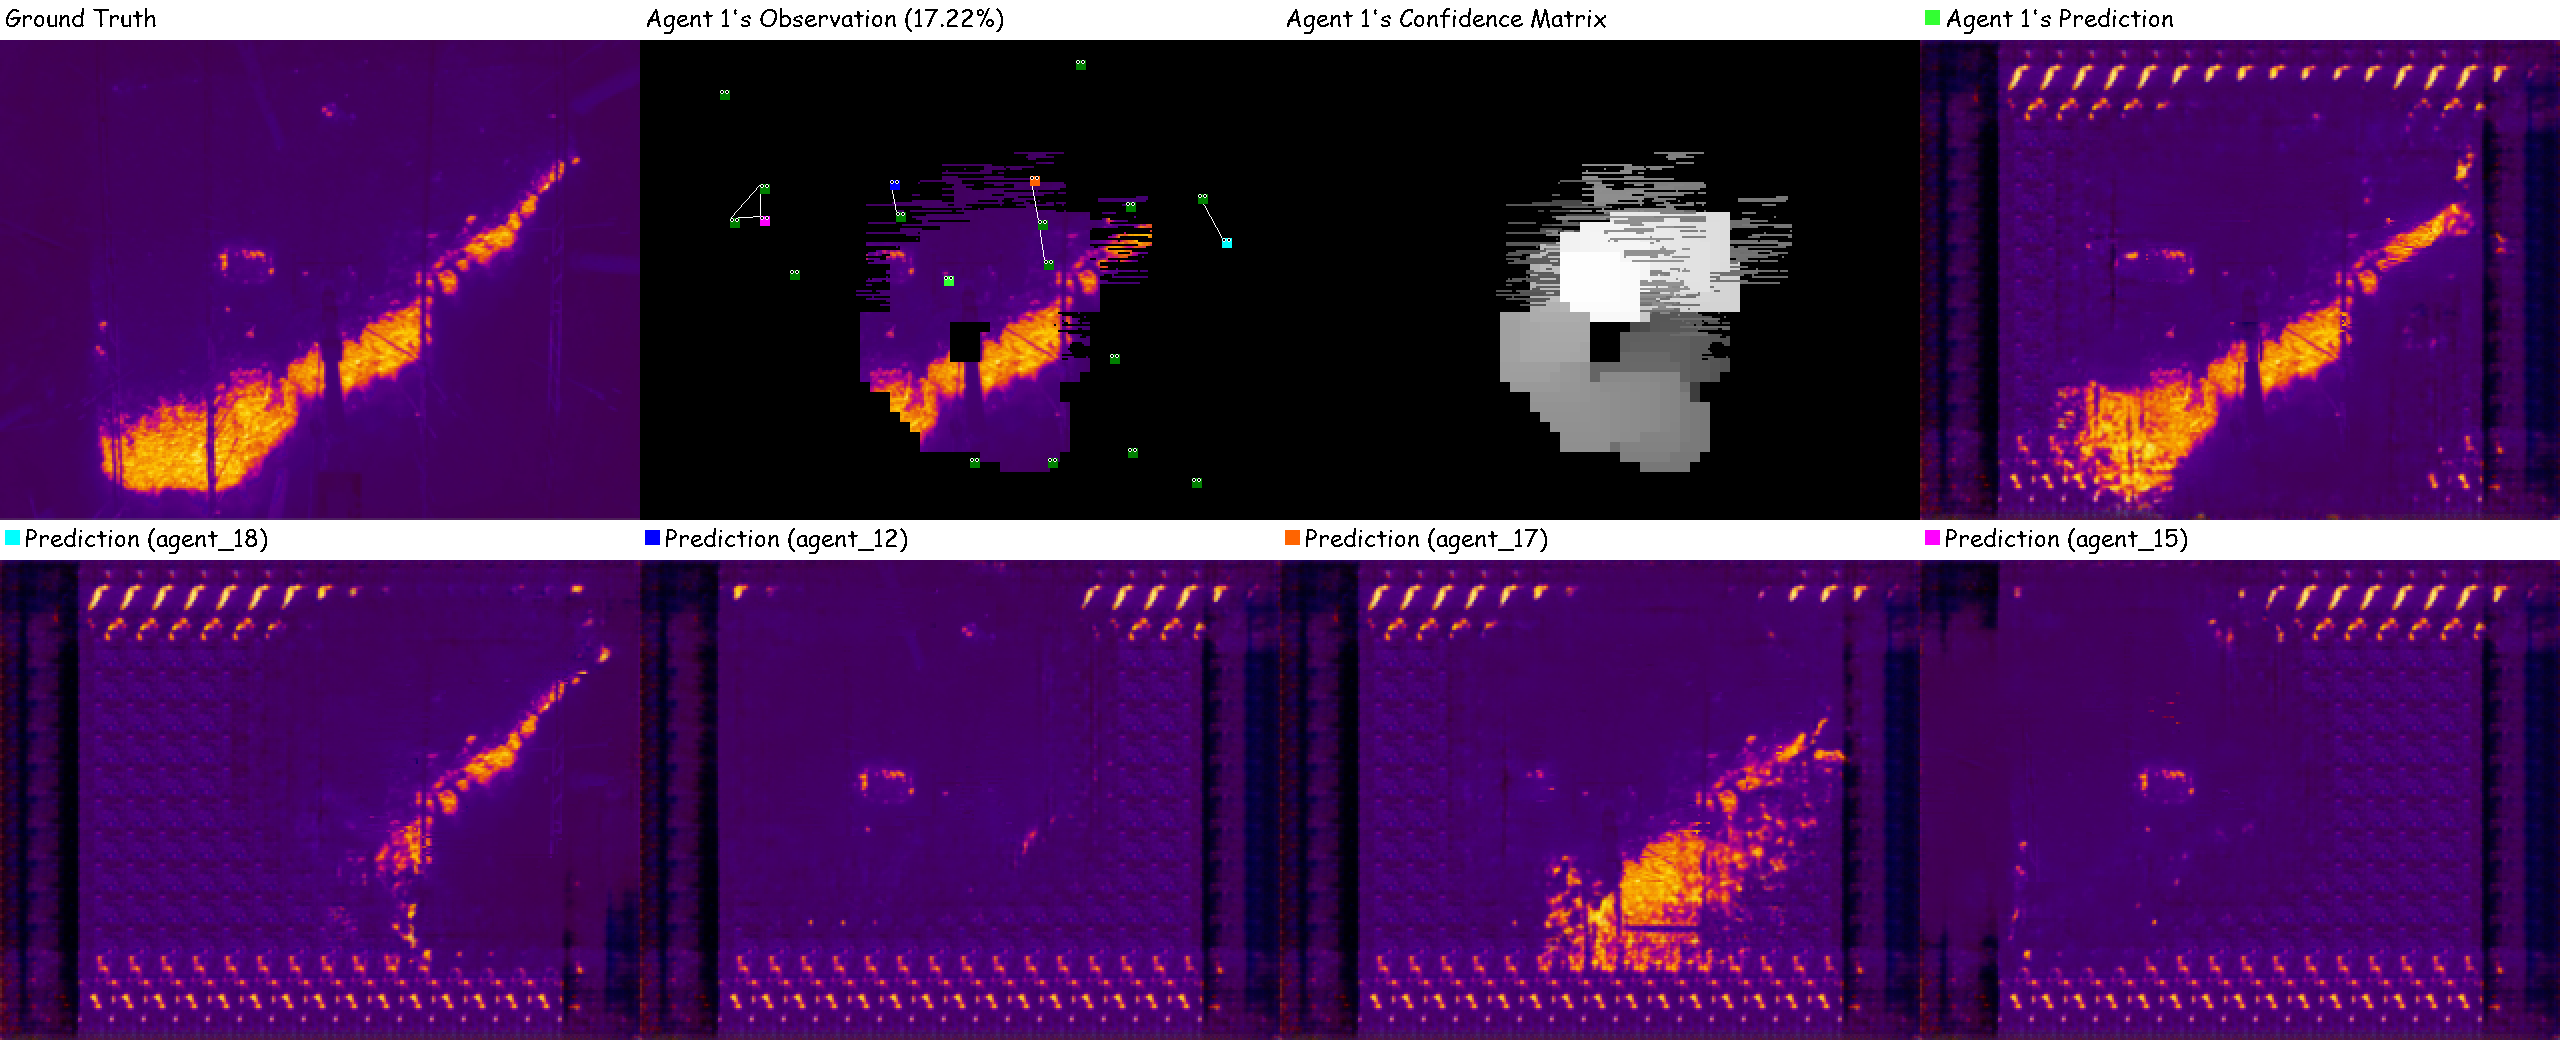 Ground Truth
Agent 1's Observation (17.22%)
Agent 1's Confidence Matrix
Agent 1's Prediction
Prediction (agent_18)
Prediction (agent_12)
Prediction (agent_17)
Prediction (agent_15)